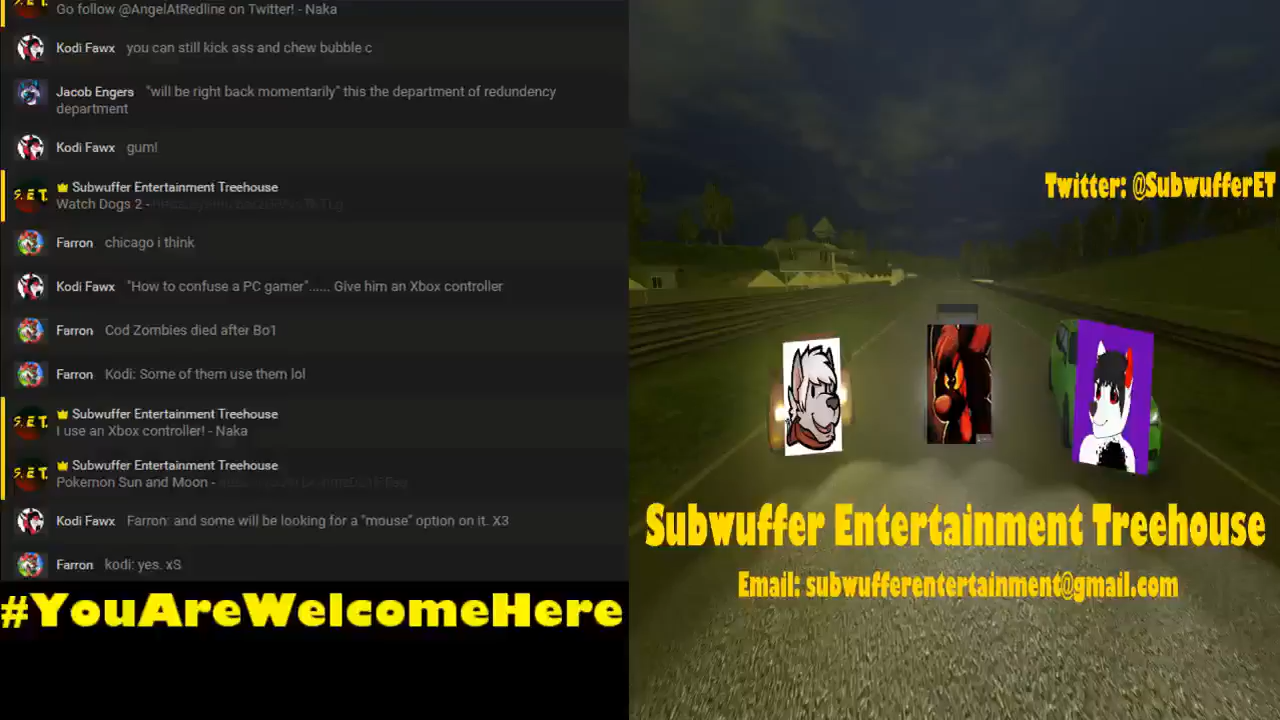 Go follow @AngelAtRedline on Twitter! - Naka
Kodi Fawx you can still kick ass and chew bubble c
Jacob Engers "will be right back momentarily" this the department of redundency
department
Kodi Fawx gum!
Subwuffer Entertainment Treehouse
Watch Dogs 2 -
Farron chicago i think
Kodi Fawx "How to confuse a PC gamer"...... Give him an Xbox controller
Farron Cod Zombies died after Bo1
Farron Kodi: Some of them use them lol
Subwuffer Entertainment Treehouse
I use an Xbox controller! - Naka
Subwuffer Entertainment Treehouse
Pokemon Sun and Moon -
Kodi Fawx Farron: and some will be looking for a "mouse" option on it. X3
Farron kodi: yes. xS
#YouAreWelcomeHere
Twitter: @SubwufferET
Subwuffer Entertainment Treehouse
Email: subwufferentertainment@gmail.com
S.E.T.
S.E.T.
S.E.T.